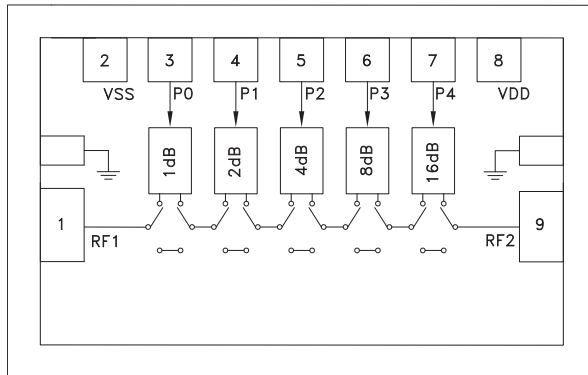 2 3 4 5 6 7 8
VSS P0 P1 P2 P3 P4 VDD
1dB 2dB 4dB 8dB 16dB
1 9
RF1 RF2